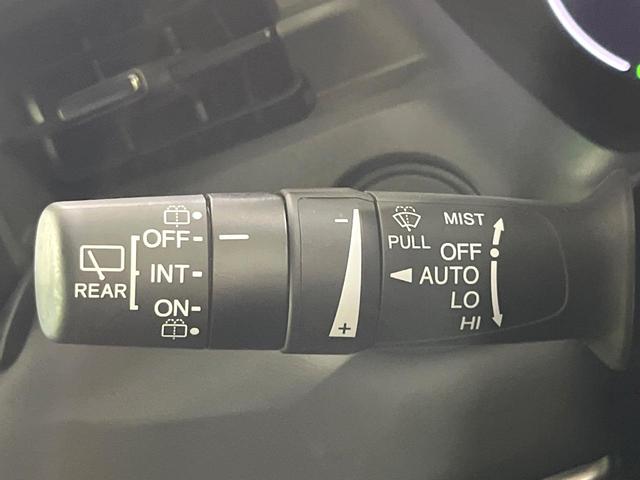 OFF
INT
ON
REAR
-
+
PULL
MIST
OFF
AUTO
LO
HI